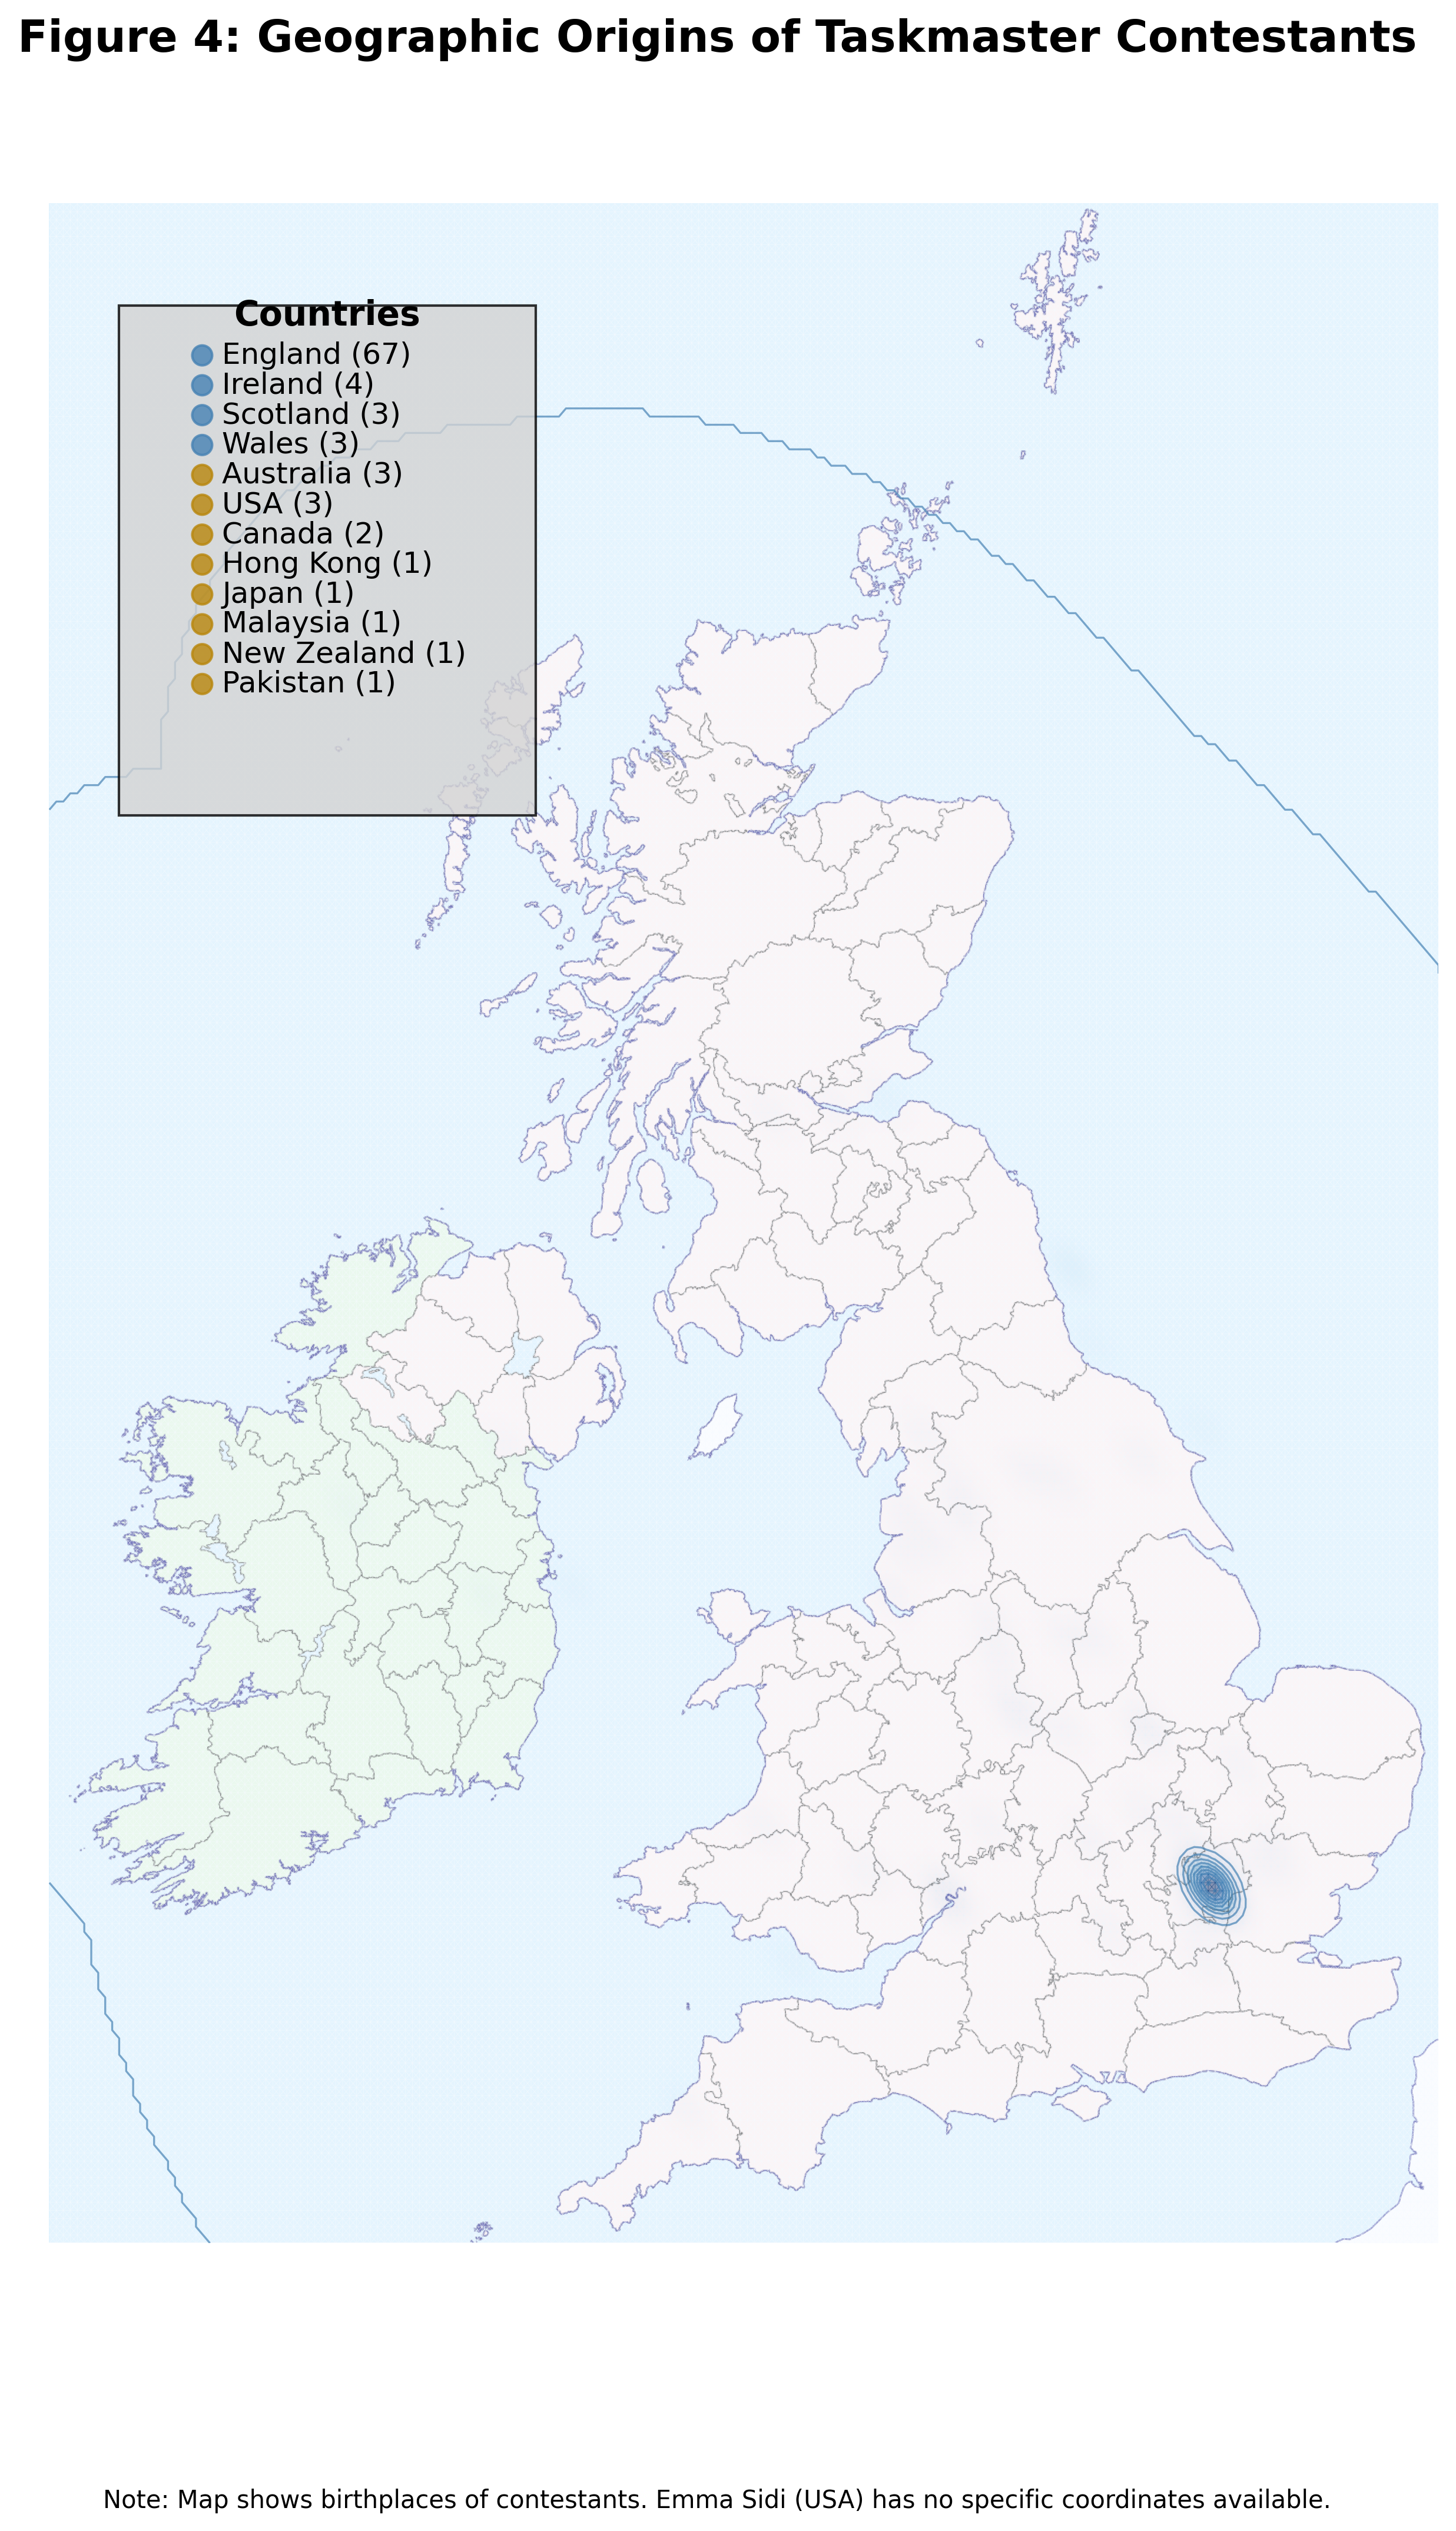 Figure 4: Geographic Origins of Taskmaster Contestants
Countries
England (67)
Ireland (4)
Scotland (3)
Wales (3)
Australia (3)
USA (3)
Canada (2)
Hong Kong (1)
Japan (1)
Malaysia (1)
New Zealand (1)
Pakistan (1)
Note: Map shows birthplaces of contestants. Emma Sidi (USA) has no specific coordinates available.